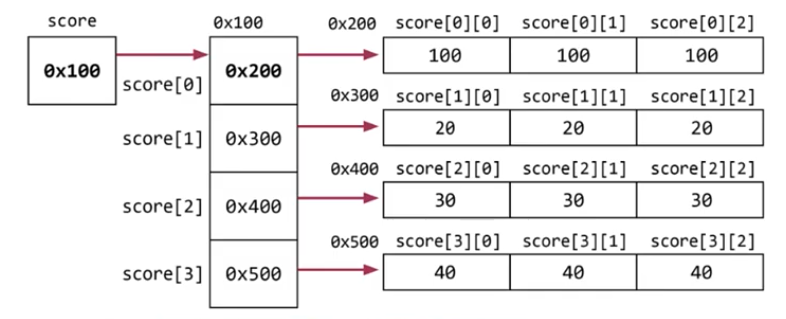 score
0x100
0x100
score[0]
0x200
score[1]
0x300
score[2]
0x400
score[3]
0x500
0x200 score[0][0] score[0][1] score[0][2]
100 100 100
0x300 score[1][0] score[1][1] score[1][2]
20 20 20
0x400 score[2][0] score[2][1] score[2][2]
30 30 30
0x500 score[3][0] score[3][1] score[3][2]
40 40 40